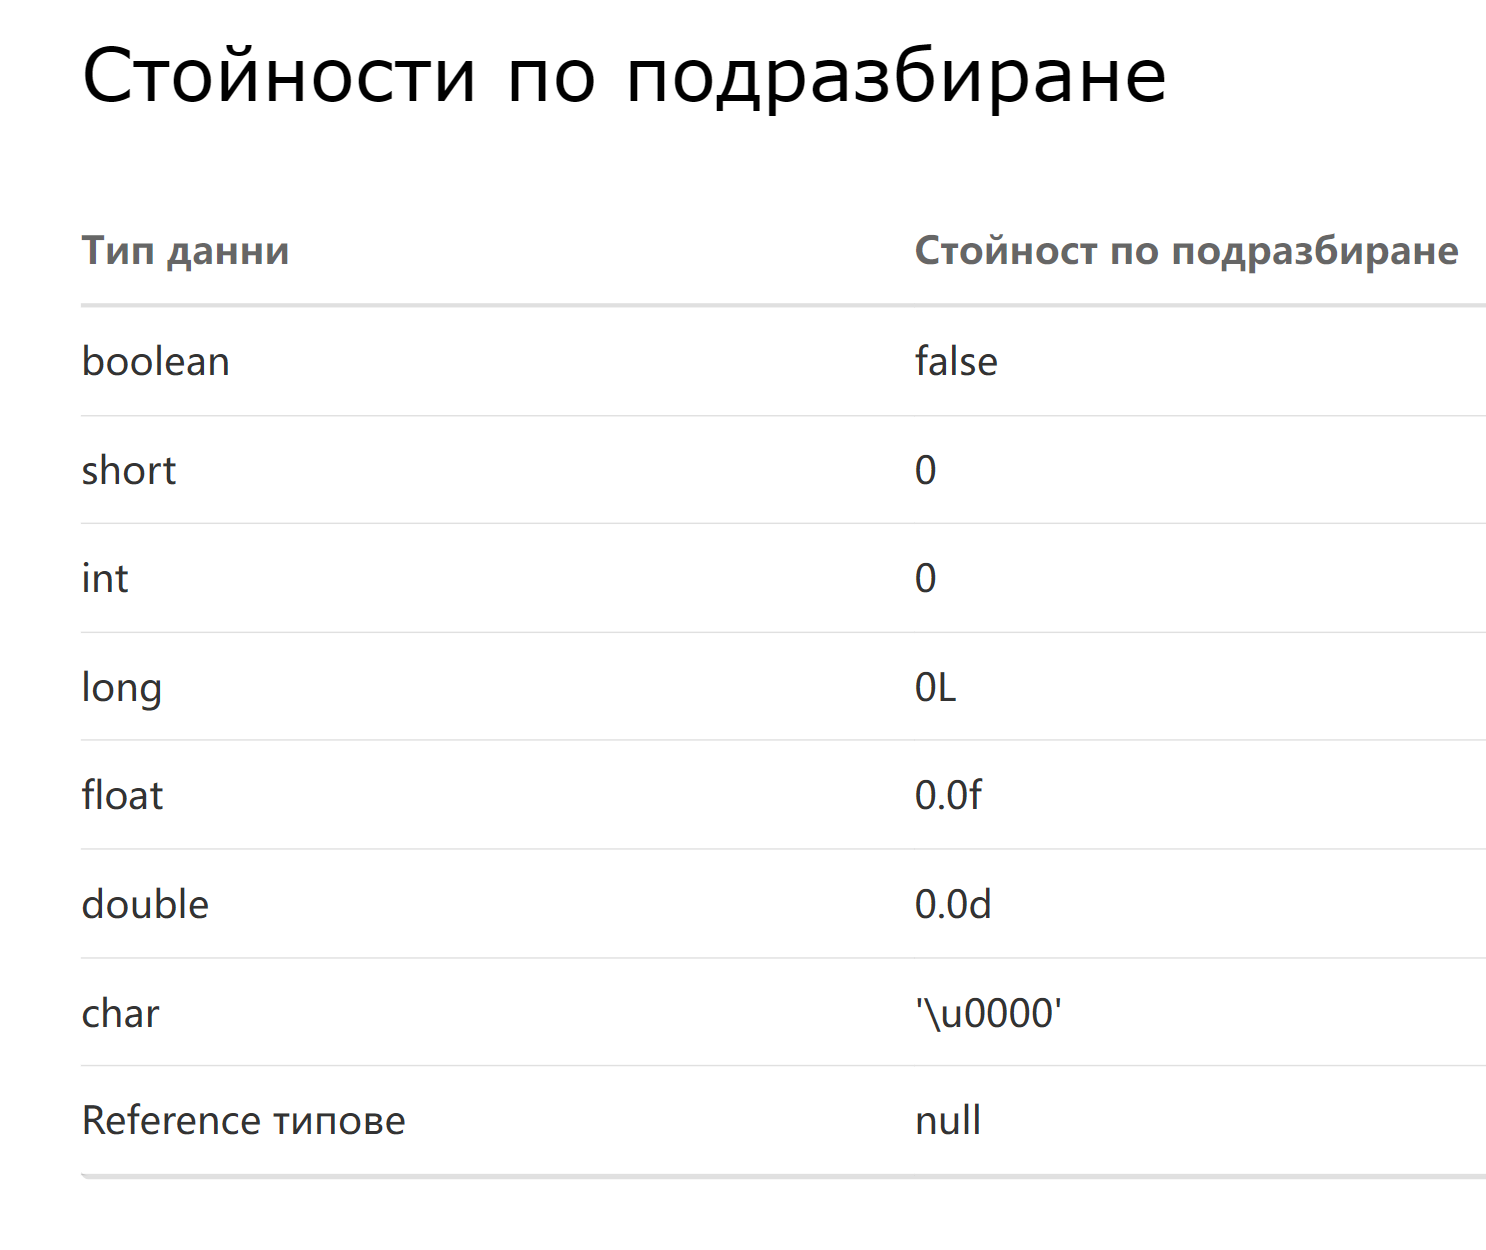 Стойности по подразбиране
Тип данни Стойност по подразбиране
boolean false
short 0
int 0
long 0L
float 0.0f
double 0.0d
char '\u0000'
Reference типове null